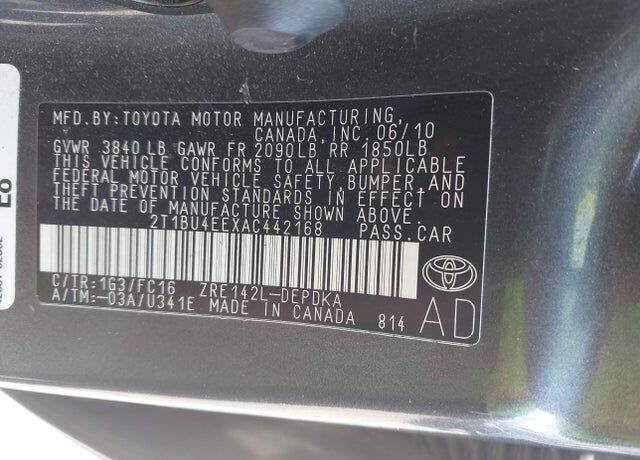 MFD.BY:TOYOTA MOTOR MANUFACTURING,
CANADA, INC. 06/10
GVWR 3840 LB GAWR FR 2090LB RR 1850LB
THIS VEHICLE CONFORMS TO ALL APPLICABLE
FEDERAL MOTOR VEHICLE SAFETY,BUMPER,AND
THEFT PREVENTION STANDARDS IN EFFECT ON
THE DATE OF MANUFACTURE SHOWN ABOVE.
2T1BU4EEXAC442168 PASS.CAR
C/TR:1G3/FC16 ZRE142L-DEPDKA
A/TM:-03A/U341E MADE IN CANADA 814
AD